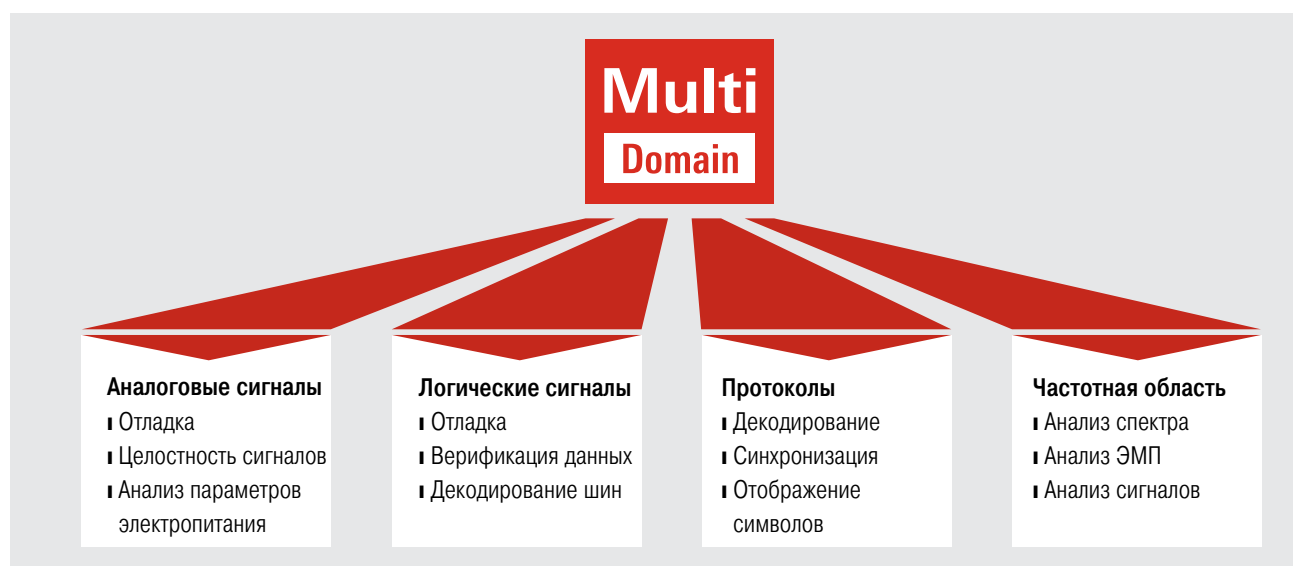 Multi
Domain
Аналоговые сигналы
ı Отладка
ı Целостность сигналов
ı Анализ параметров
электропитания
Логические сигналы
ı Отладка
ı Верификация данных
ı Декодирование шин
Протоколы
ı Декодирование
ı Синхронизация
ı Отображение
символов
Частотная область
ı Анализ спектра
ı Анализ ЭМП
ı Анализ сигналов